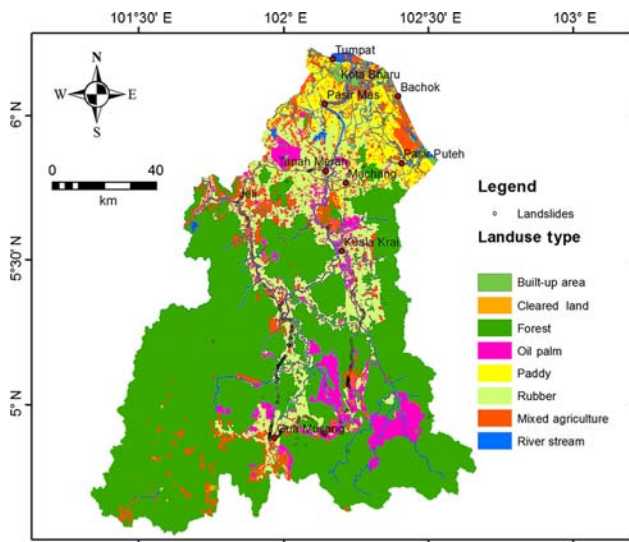 101°3'E 102°E 102°30'E 103°E
N
W E
S
0 40
km
6° N
5°30'N
5° N
Tumpat
Kota Bharu
Pasir Mas
Bachok
Pasir Puteh
Tanah Merah
Machang
Jeli
Kuala Krai
Gua Musang
Legend
Landslides
Landuse type
Built-up area
Cleared land
Forest
Oil palm
Paddy
Rubber
Mixed agriculture
River stream